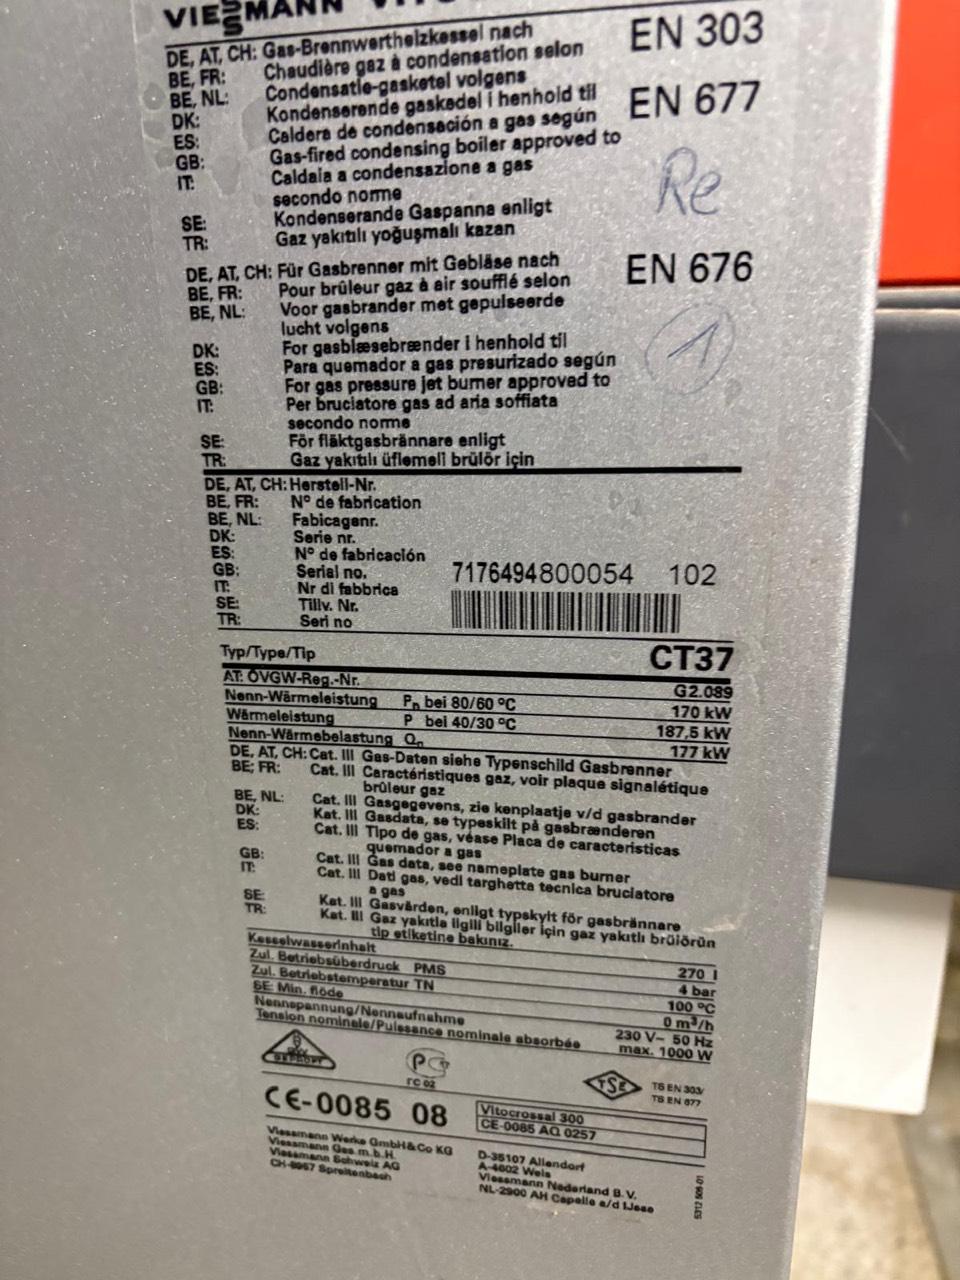 VIESSMANN
DE, AT, CH: Gas-Brennwertheizkessel nach EN 303
BE, FR: Chaudière gaz à condensation selon
BE, NL: Condensatie-gasketel volgens EN 677
DK: Kondenserende gaskedel i henhold til
ES: Caldera de condensación a gas según
GB: Gas-fired condensing boiler approved to
IT: Caldaia a condensazione a gas
secondo norme
SE: Kondenserande Gaspanna enligt
TR: Gaz yakıtılı yoğuşmalı kazan
Re
DE, AT, CH: Für Gasbrenner mit Gebläse nach EN 676
BE, FR: Pour brûleur gaz à air soufflé selon
BE, NL: Voor gasbrander met gepulseerde
lucht volgens
DK: For gasblæsebrænder i henhold til
ES: Para quemador a gas presurizado según
GB: For gas pressure jet burner approved to
IT: Per bruciatore gas ad aria soffiata
secondo norme
SE: För fläktgasbrännare enligt
TR: Gaz yakıtılı üflemeli brülör için
1
DE, AT, CH: Herstell-Nr.
BE, FR: N° de fabrication
BE, NL: Fabicagenr.
DK: Serie nr.
ES: N° de fabricación
GB: Serial no. 7176494800054 102
IT: Nr di fabbrica
SE: Tillv. Nr.
TR: Seri no
Typ/Type/Tip CT37
AT: ÖVGW-Reg.-Nr. G2.089
Nenn-Wärmeleistung Pn bei 80/60 °C 170 kW
Wärmeleistung P bei 40/30 °C 187,5 kW
Nenn-Wärmebelastung Qn 177 kW
DE, AT, CH: Cat. III Gas-Daten siehe Typenschild Gasbrenner
BE; FR: Cat. III Caractéristiques gaz, voir plaque signalétique
brûleur gaz
BE, NL: Cat. III Gasgegevens, zie kenplaatje v/d gasbrander
DK: Kat. III Gasdata, se typeskilt på gasbrænderen
ES: Cat. III Tipo de gas, véase Placa de caracteristicas
quemador a gas
GB: Cat. III Gas data, see nameplate gas burner
IT: Cat. III Dati gas, vedi targhetta tecnica bruciatore
a gas
SE: Kat. III Gasvärden, enligt typskylt för gasbrännare
TR: Kat. III Gaz yakıtla ilgili bilgiler için gaz yakıtlı brülörün
tip etiketine bakınız.
Kesselwasserinhalt 270 l
Zul. Betriebsüberdruck PMS 4 bar
Zul. Betriebstemperatur TN 100 °C
SE: Min. flöde 0 m³/h
Nennspannung/Nennaufnahme 230 V~ 50 Hz
Tension nominale/Puissance nominale absorbée max. 1000 W
GEPRÜFT
ГС 02
TSE TS EN 303/
TS EN 677
CE-0085 08
Vitocrossal 300
CE-0085 AQ 0257
Viessmann Werke GmbH&Co KG D-35107 Allendorf
Viessmann Ges.m.b.H. A-4602 Wels
Viessmann Schweiz AG Viessmann Nederland B.V.
CH-8957 Spreitenbach NL-2900 AH Capelle a/d IJssel